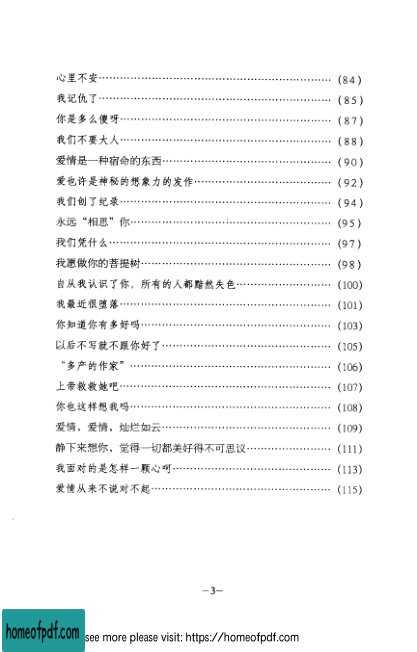 心里不安…………………………………(84)
我记仇了…………………………………(85)
你是多么傻呀…………………………………(87)
我们不要大人…………………………………(88)
爱情是一种宿命的东西…………………………………(90)
爱也许是神秘的想象力的发作…………………………………(92)
我们刨了纪录…………………………………(94)
永远“相思”你…………………………………(95)
我们凭什么…………………………………(97)
我愿做你的菩提树…………………………………(98)
自从我认识了你，所有的人都黯然失色…………………………………(100)
我最近很堕落…………………………………(101)
你知道你有多好吗…………………………………(103)
以后不写就不跟你好了…………………………………(105)
“多产的作家”…………………………………(106)
上帝救救她吧…………………………………(107)
你也这样想我吗…………………………………(108)
爱情，爱情，灿烂如云…………………………………(109)
静下来想你，觉得一切都美好得不可思议…………………………………(111)
我面对的是怎样一颗心呵…………………………………(113)
爱情从来不说对不起…………………………………(115)
—3—
homeofpdf.com
see more please visit: https://homeofpdf.com